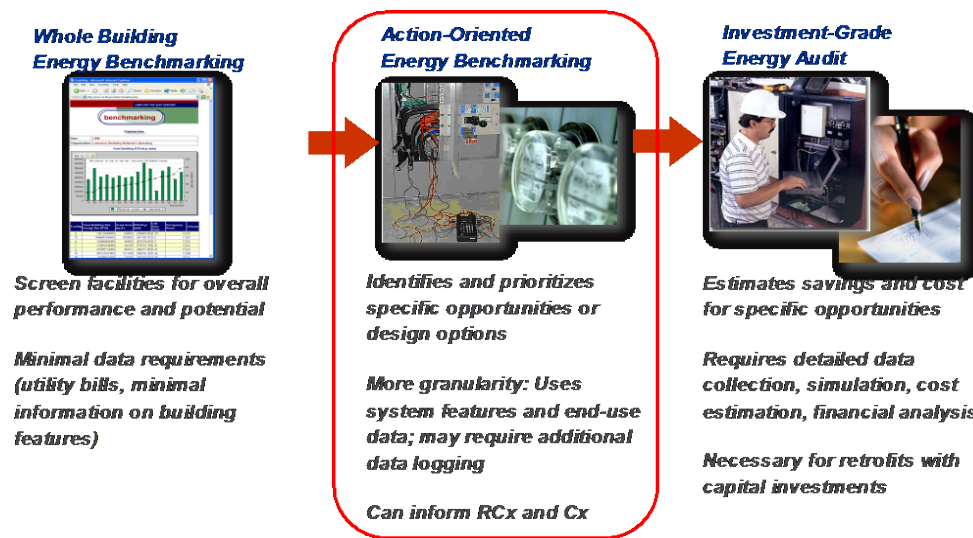 Whole Building
Energy Benchmarking
benchmarking
Screen facilities for overall
performance and potential
Minimal data requirements
(utility bills, minimal
information on building
features)
Action-Oriented
Energy Benchmarking
Identifies and prioritizes
specific opportunities or
design options
More granularity: Uses
system features and end-use
data; may require additional
data logging
Can inform RCx and Cx
Investment-Grade
Energy Audit
Estimates savings and cost
for specific opportunities
Requires detailed data
collection, simulation, cost
estimation, financial analysis
Necessary for retrofits with
capital investments